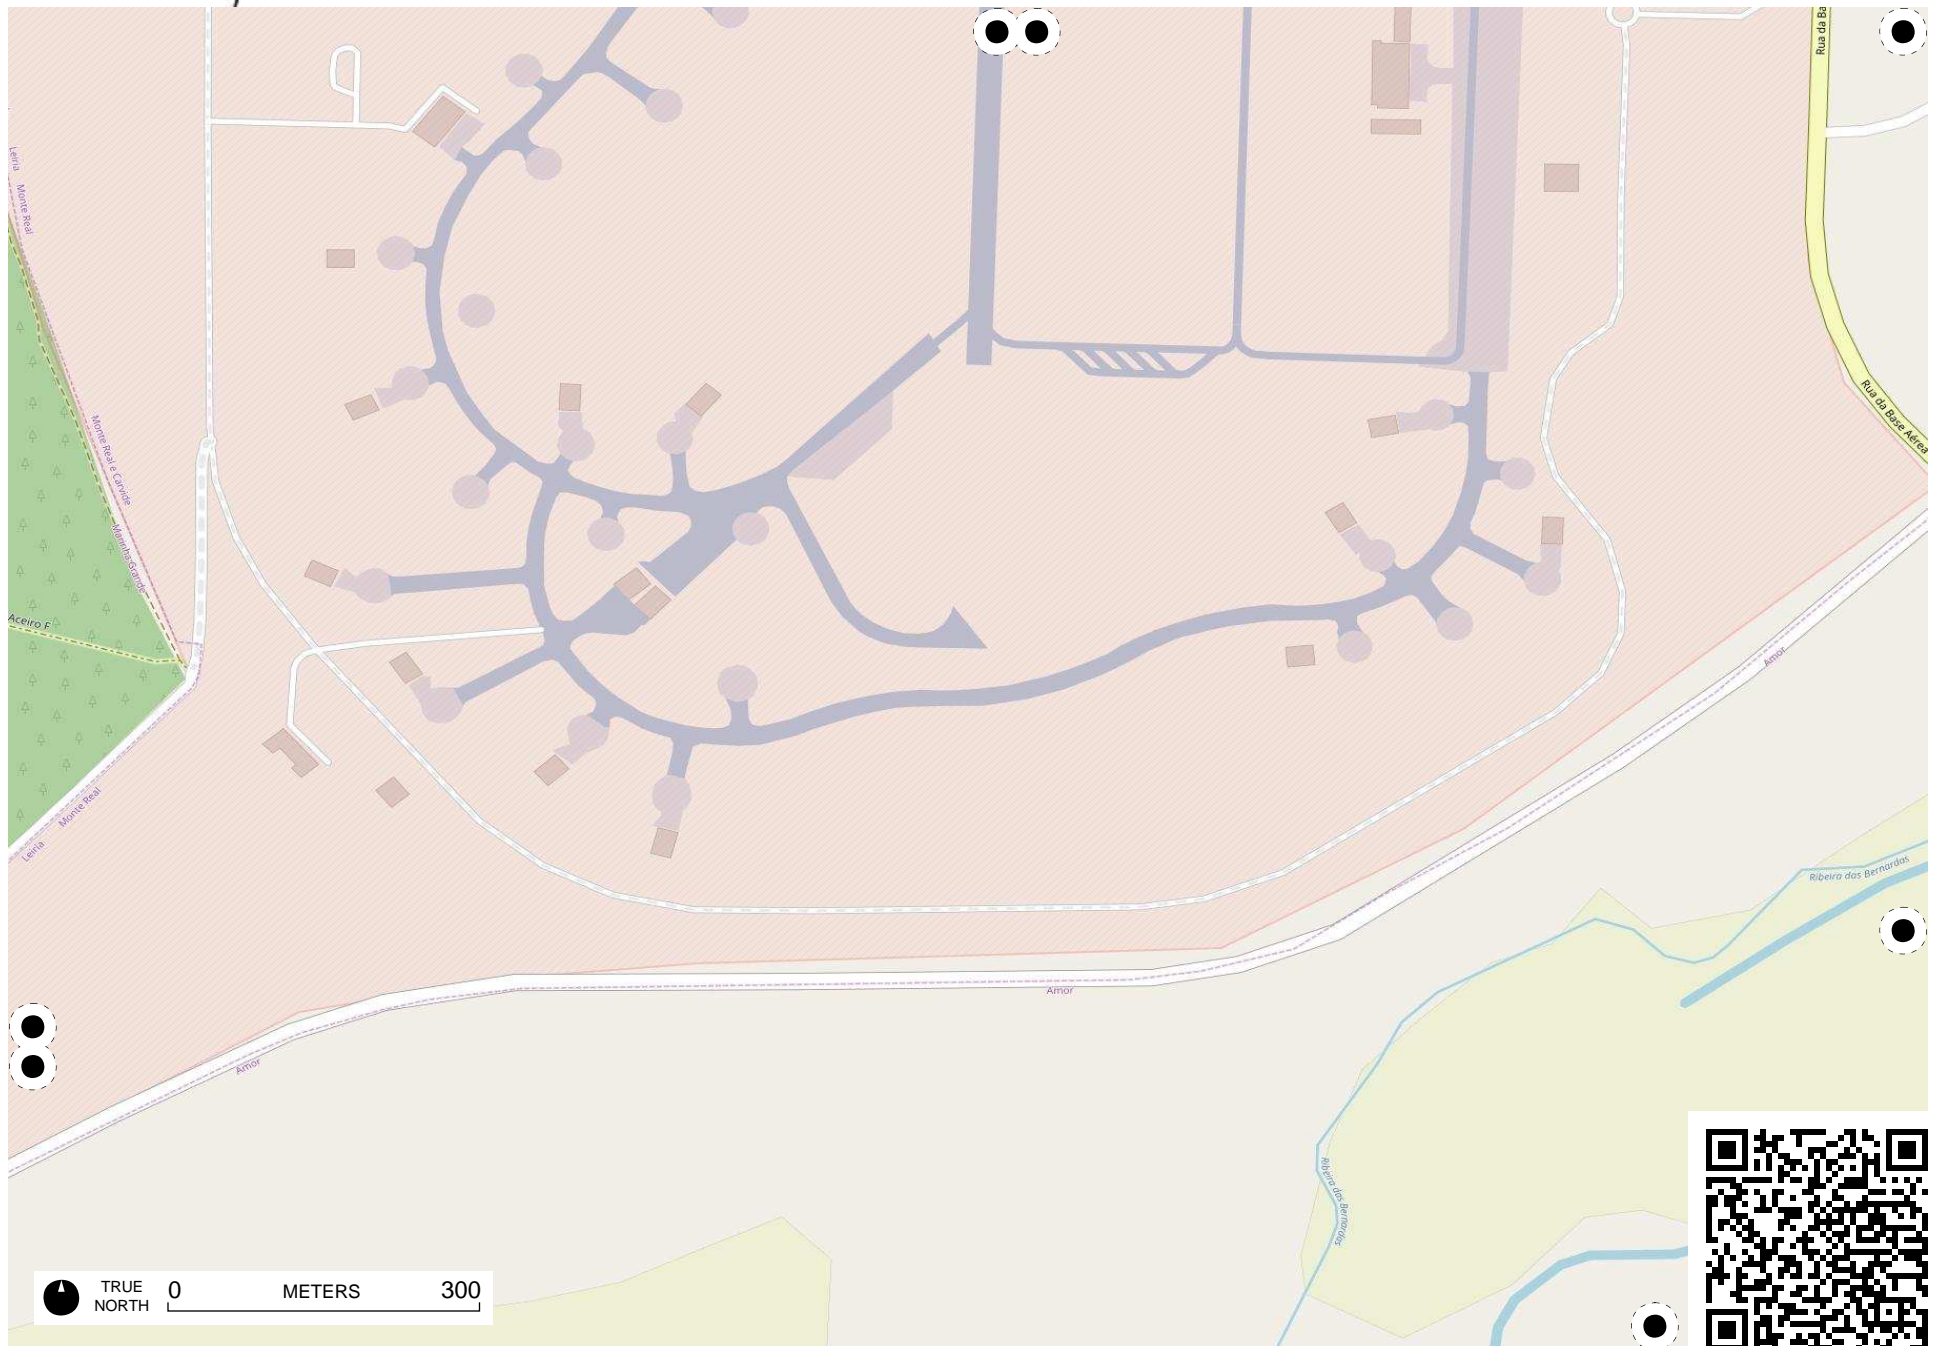 Rua da Ba
Leiria
Monte Real
Monte Real e Carvide
Marinha Grande
Rua da Base Aérea
Aceiro F
Amor
Monte Real
Leiria
Ribeira das Bernardas
Amor
Amor
Ribeira das Bernardas
TRUE
NORTH
0 METERS 300